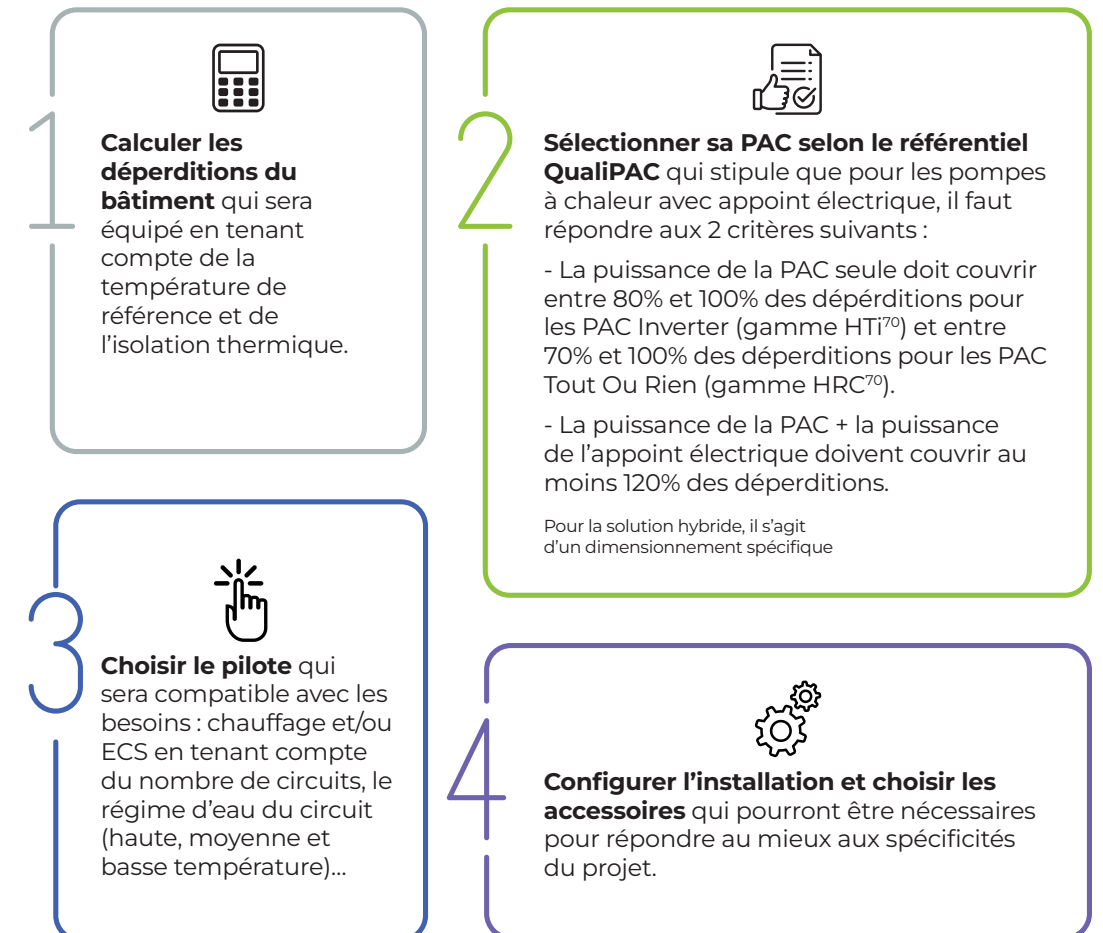 1
Calculer les
déperditions du
bâtiment qui sera
équipé en tenant
compte de la
température de
référence et de
l'isolation thermique.
2
Sélectionner sa PAC selon le référentiel
QualiPAC qui stipule que pour les pompes
à chaleur avec appoint électrique, il faut
répondre aux 2 critères suivants :
- La puissance de la PAC seule doit couvrir
entre 80% et 100% des dépérditions pour
les PAC Inverter (gamme HTi⁷⁰) et entre
70% et 100% des déperditions pour les PAC
Tout Ou Rien (gamme HRC⁷⁰).
- La puissance de la PAC + la puissance
de l'appoint électrique doivent couvrir au
moins 120% des déperditions.
Pour la solution hybride, il s'agit
d'un dimensionnement spécifique
3
Choisir le pilote qui
sera compatible avec les
besoins : chauffage et/ou
ECS en tenant compte
du nombre de circuits, le
régime d'eau du circuit
(haute, moyenne et
basse température)...
4
Configurer l'installation et choisir les
accessoires qui pourront être nécessaires
pour répondre au mieux aux spécificités
du projet.